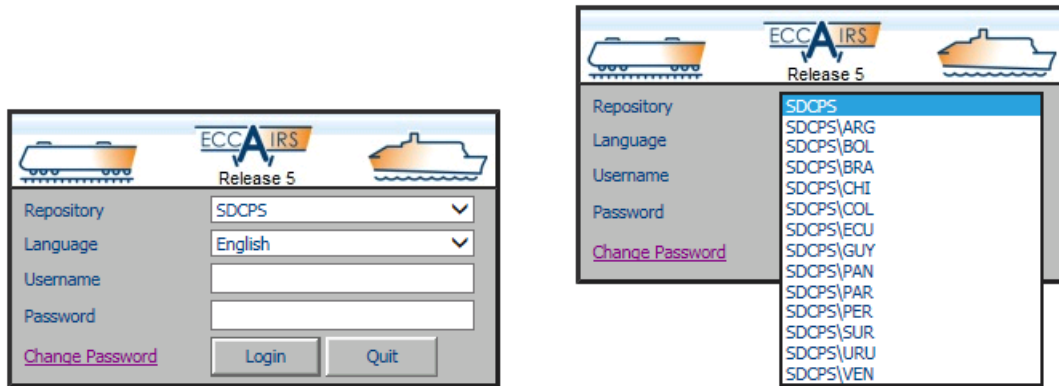 ECCAIRS
Release 5
Repository SDCPS
Language English
Username
Password
Change Password Login Quit
ECCAIRS
Release 5
Repository
Language
Username
Password
Change Password
SDCPS
SDCPS\ARG
SDCPS\BOL
SDCPS\BRA
SDCPS\CHI
SDCPS\COL
SDCPS\ECU
SDCPS\GUY
SDCPS\PAN
SDCPS\PAR
SDCPS\PER
SDCPS\SUR
SDCPS\URU
SDCPS\VEN